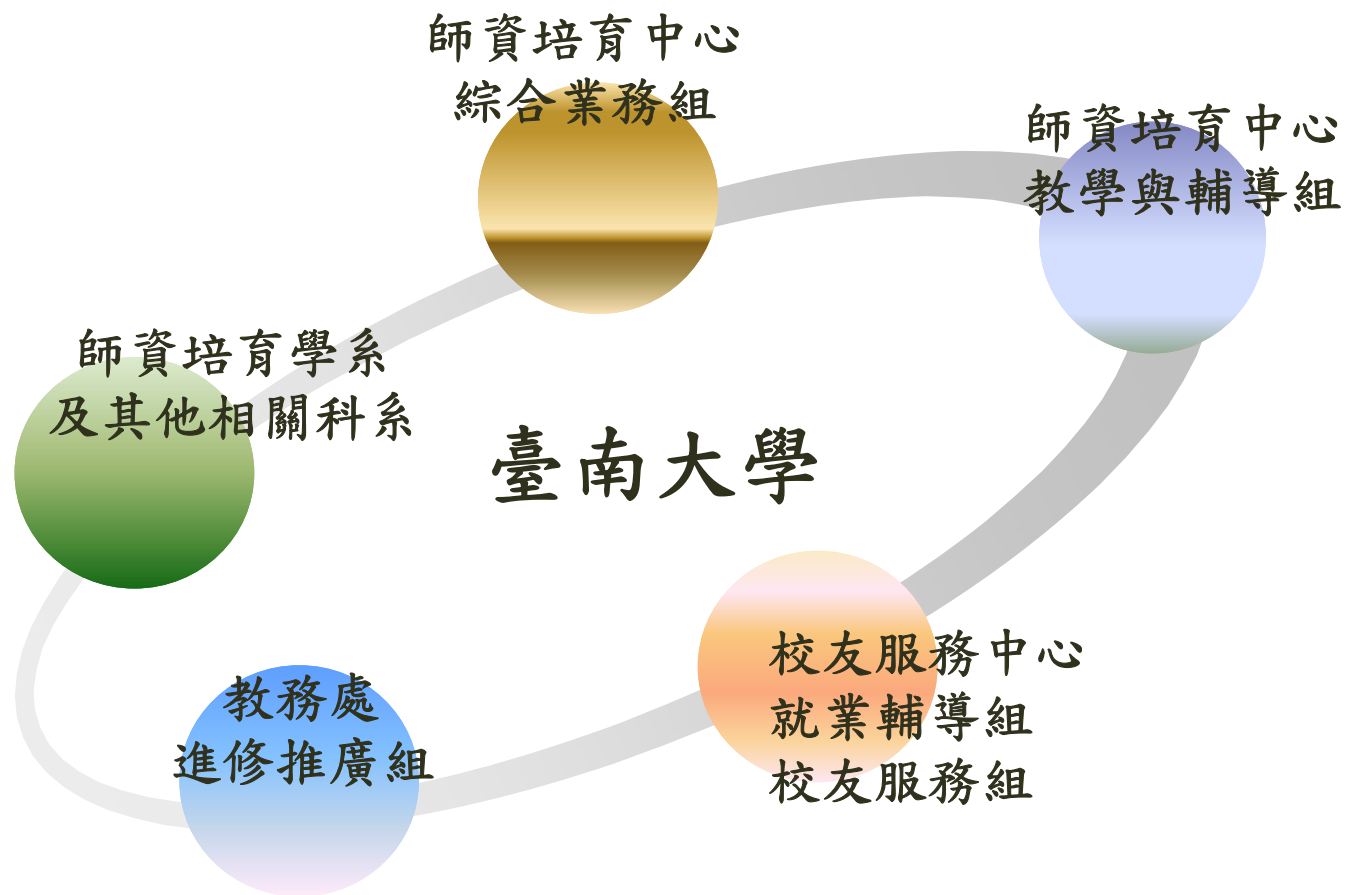 師資培育中心
綜合業務組
師資培育中心
教學與輔導組
師資培育學系
及其他相關科系
臺南大學
校友服務中心
就業輔導組
校友服務組
教務處
進修推廣組